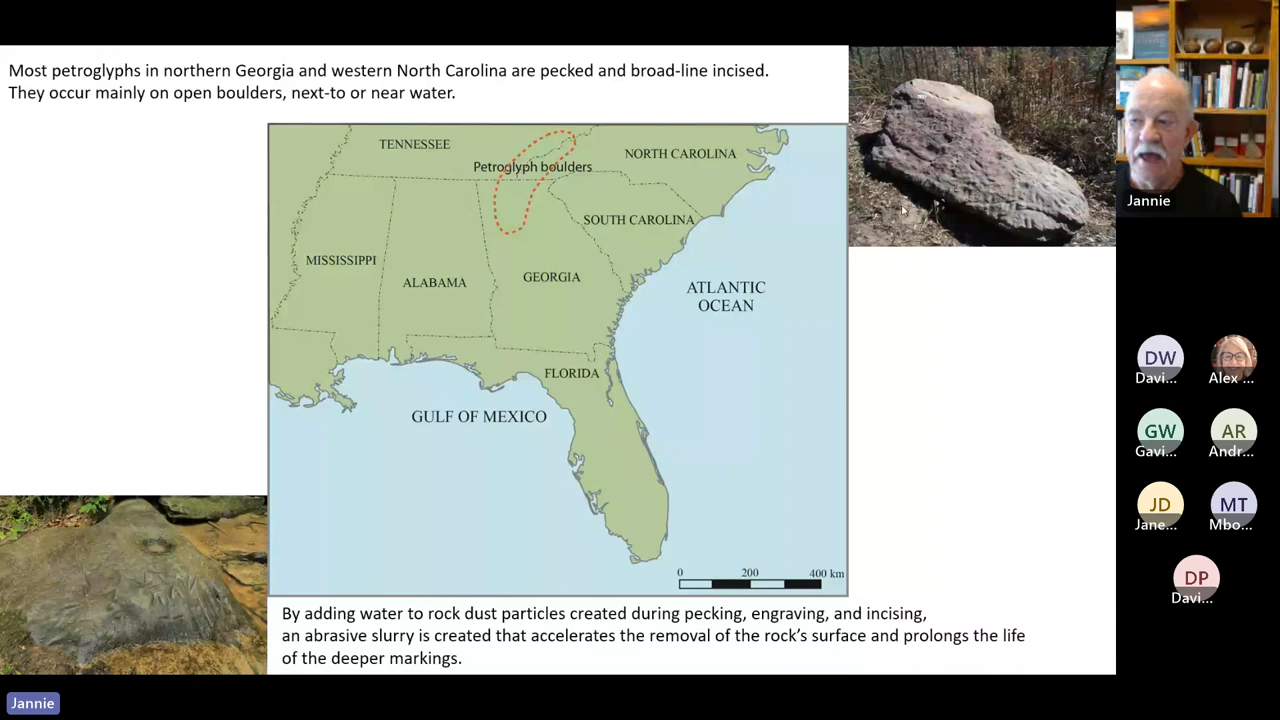 Most petroglyphs in northern Georgia and western North Carolina are pecked and broad-line incised.
They occur mainly on open boulders, next-to or near water.
TENNESSEE
NORTH CAROLINA
Petroglyph boulders
SOUTH CAROLINA
MISSISSIPPI
ALABAMA
GEORGIA
ATLANTIC
OCEAN
FLORIDA
GULF OF MEXICO
0 200 400 km
By adding water to rock dust particles created during pecking, engraving, and incising,
an abrasive slurry is created that accelerates the removal of the rock's surface and prolongs the life
of the deeper markings.
Jannie
DW
Davi...
Alex ...
GW
Gavi...
AR
Andr...
JD
Jane...
MT
Mbo...
DP
Davi...
Jannie